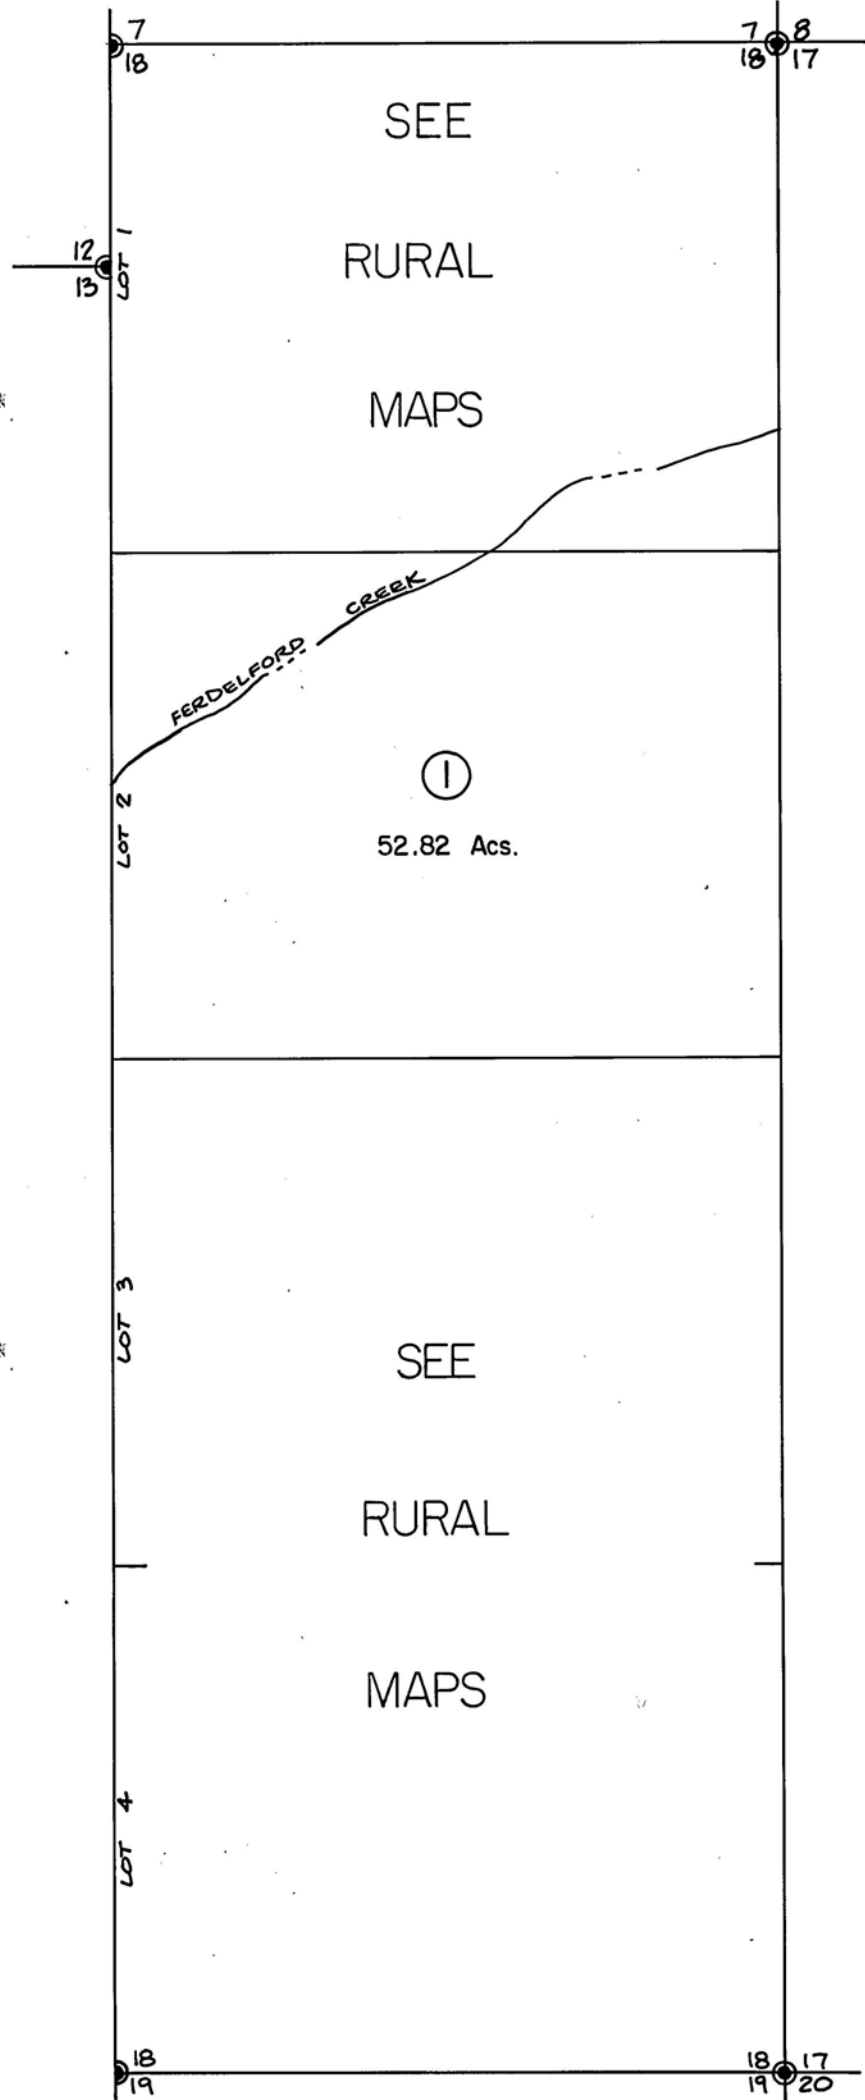 7
18
7 8
18 17
SEE
12
13
LOT 1
RURAL
MAPS
FERDELFORD CREEK
1
LOT 2
52.82 Acs.
LOT 3
SEE
RURAL
MAPS
LOT 4
18
19
18 17
19 20